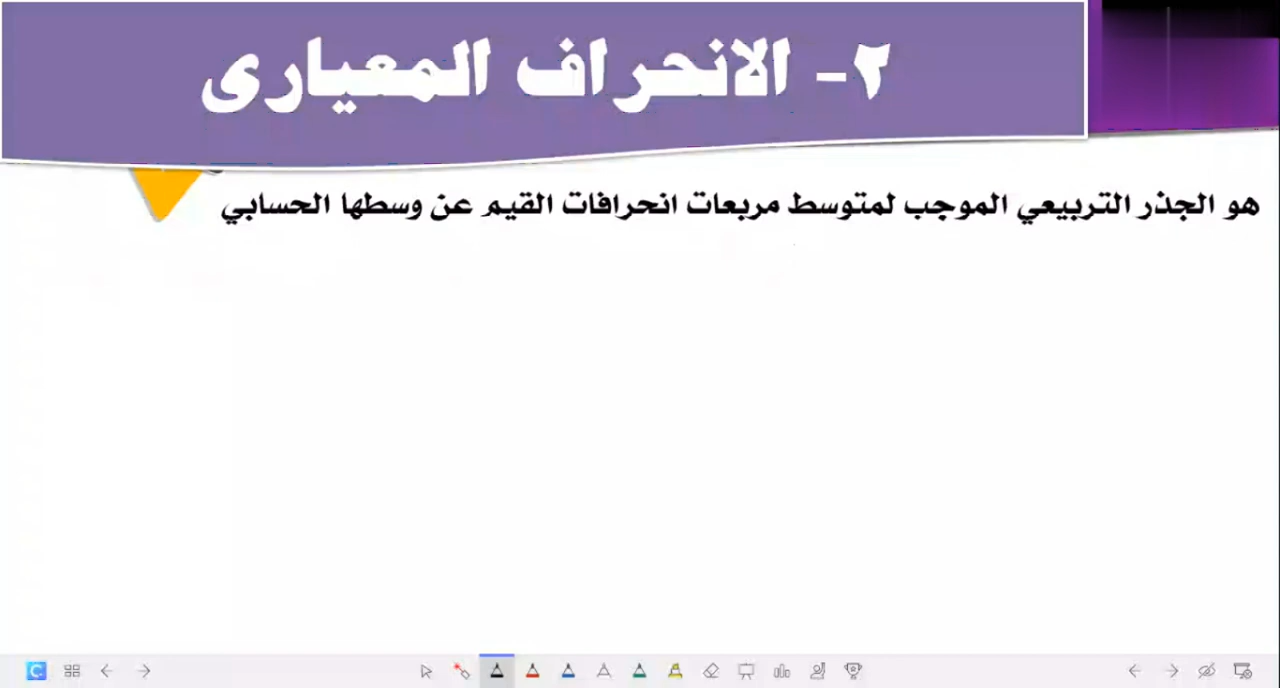 ٢- الانحراف المعيارى
هو الجذر التربيعي الموجب لمتوسط مربعات انحرافات القيم عن وسطها الحسابي